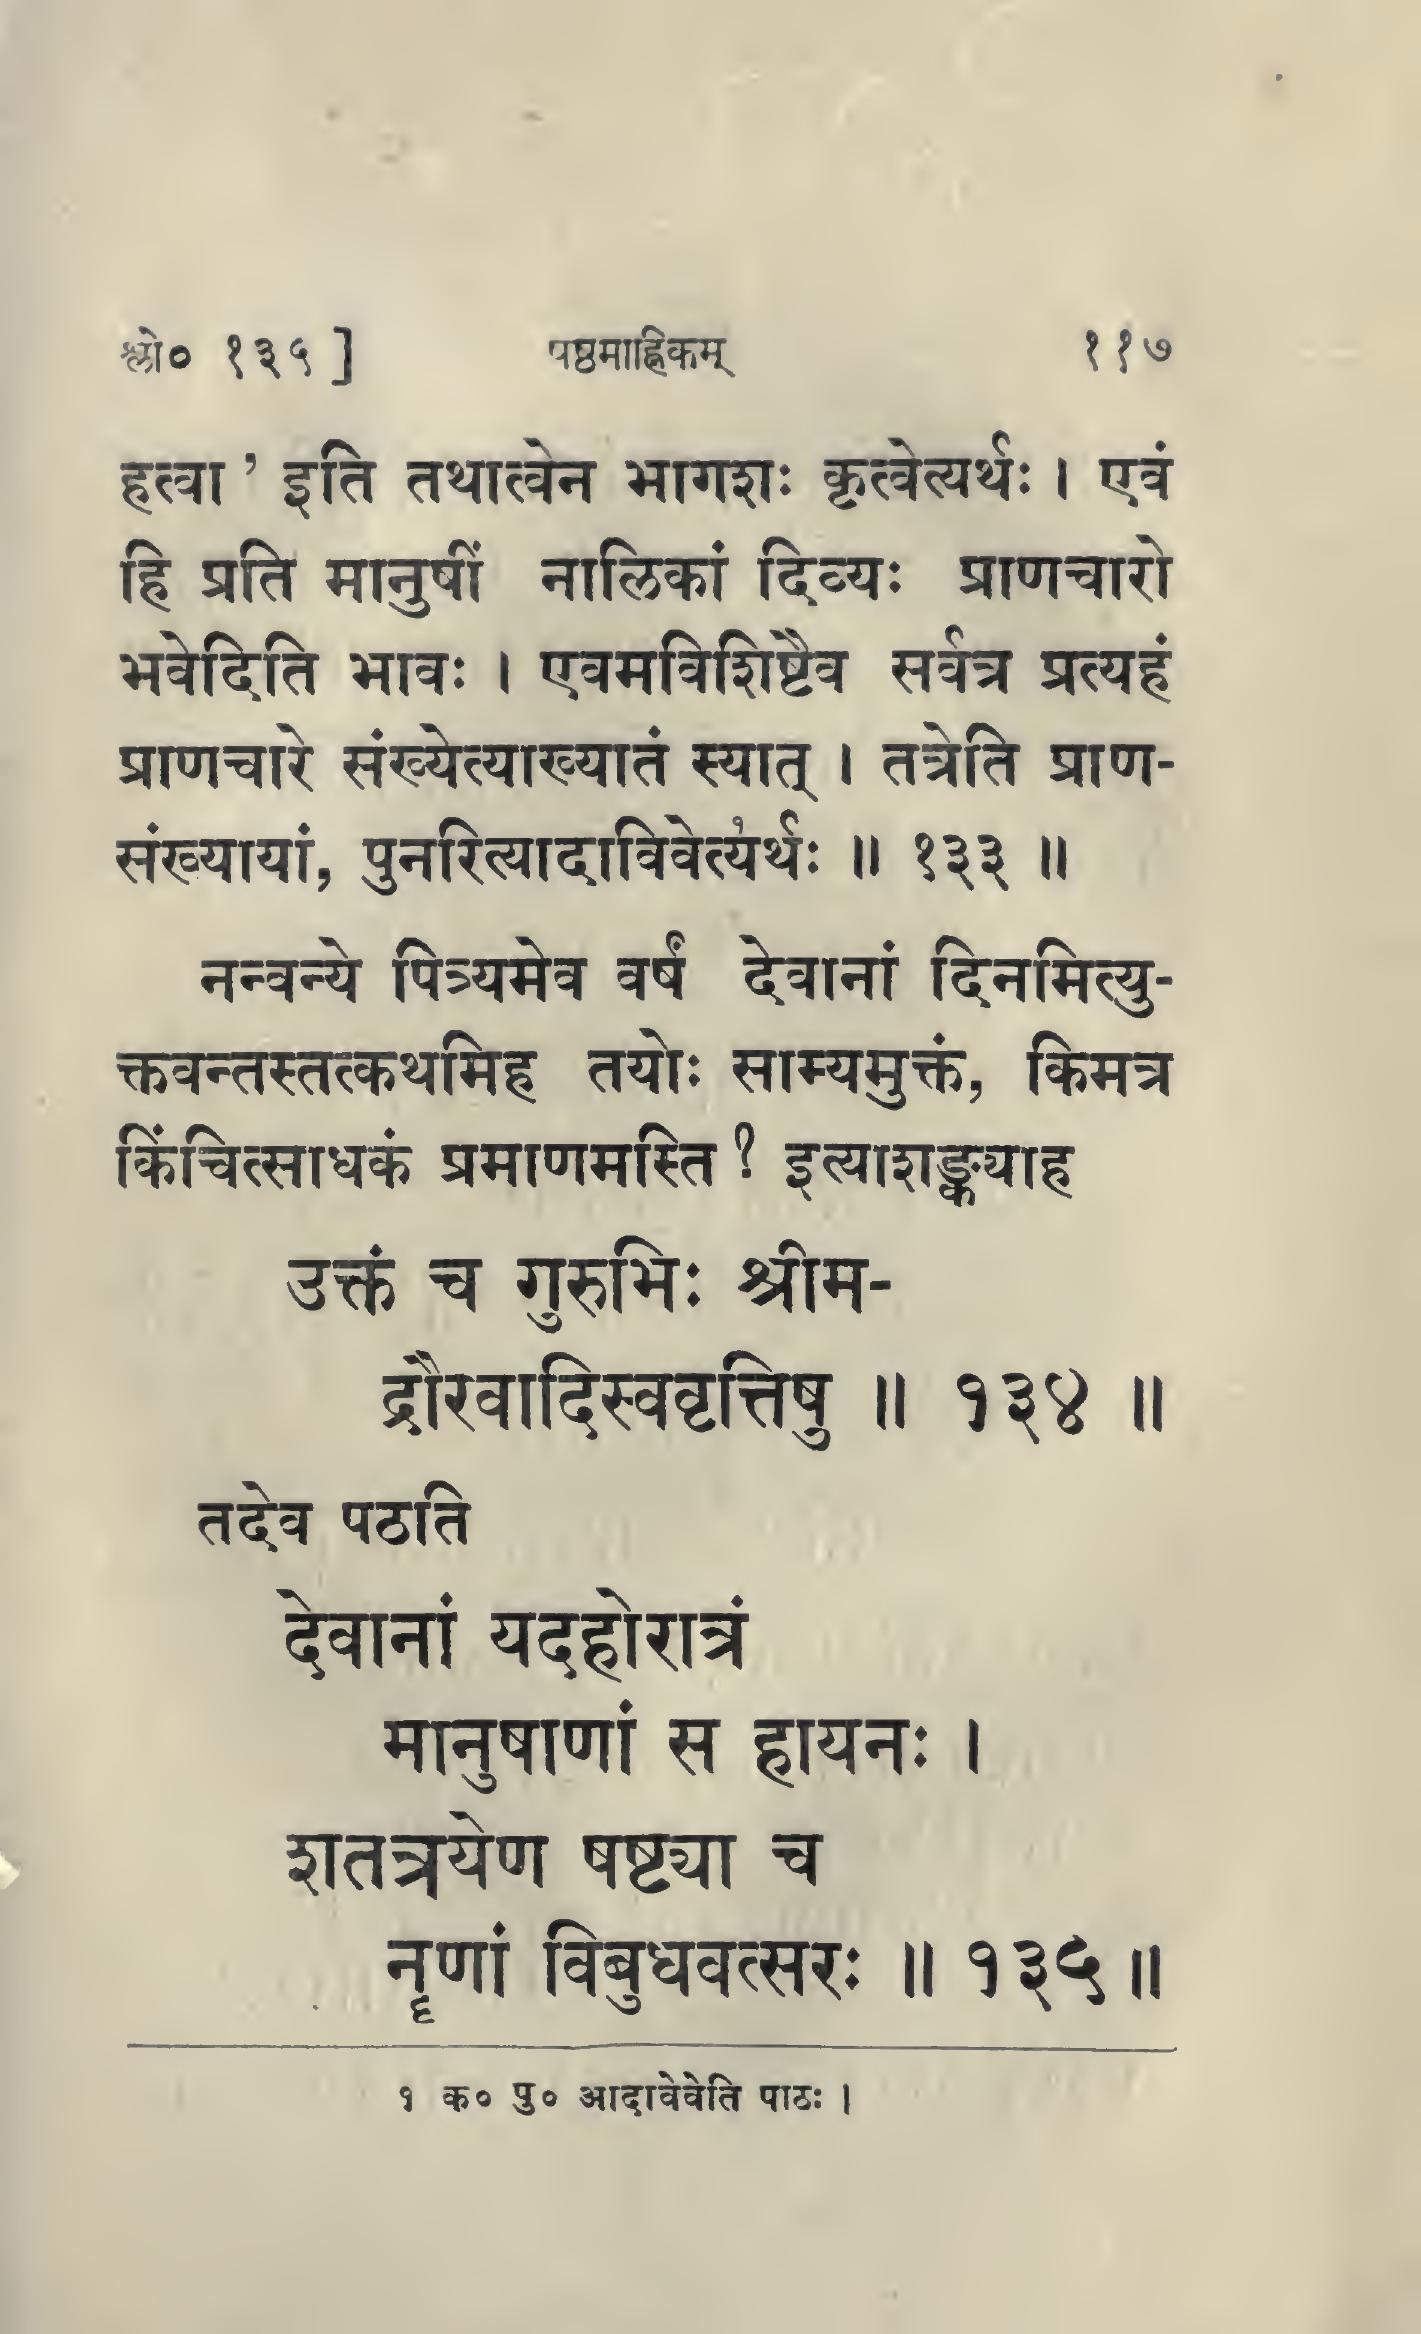 श्लो० १३५]
षष्ठमाह्निकम्
११७
हत्वा ' इति तथात्वेन भागशः कृत्वेत्यर्थः । एवं
हि प्रति मानुषीं नालिकां दिव्यः प्राणचारो
भवेदिति भावः । एवमविशिष्टैव सर्वत्र प्रत्यहं
प्राणचारे संख्येत्याख्यातं स्यात् । तत्रेति प्राण-
संख्यायां, पुनरित्यादाविवेत्य१र्थः ॥ १३३ ॥
नन्वन्ये पित्र्यमेव वर्षं देवानां दिनमित्यु-
क्तवन्तस्तत्कथमिह तयोः साम्यमुक्तं, किमत्र
किंचित्साधकं प्रमाणमस्ति? इत्याशङ्क्याह
उक्तं च गुरुभिः श्रीम-
द्रौरवादिस्ववृत्तिषु ॥ १३४ ॥
तदेव पठति
देवानां यदहोरात्रं
मानुषाणां स हायनः ।
शतत्रयेण षष्ट्या च
नॄणां विबुधवत्सरः ॥ १३५ ॥
१ क० पु० आदावेवेति पाठः ।